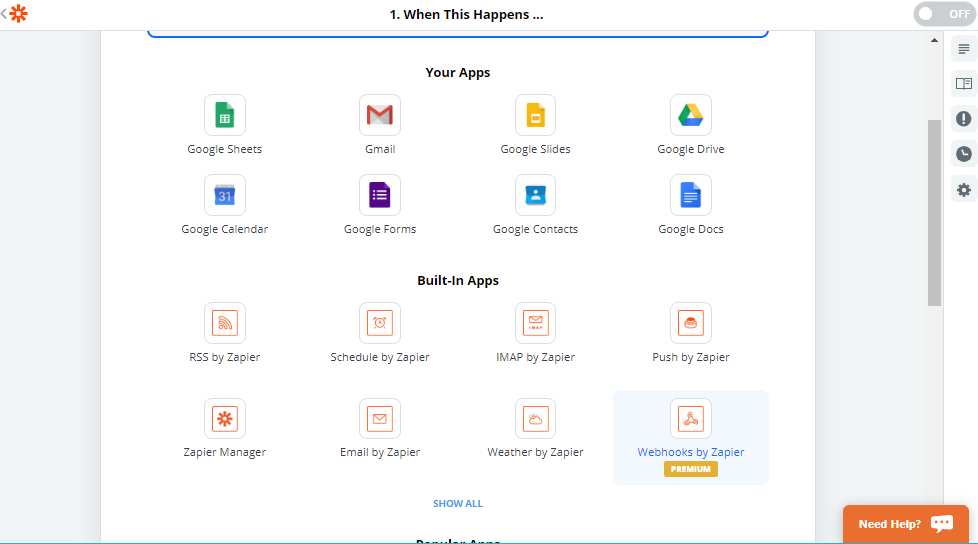 1. When This Happens ...
OFF
Your Apps
Google Sheets
Gmail
Google Slides
Google Drive
31
Google Calendar
Google Forms
Google Contacts
Google Docs
Built-In Apps
RSS by Zapier
Schedule by Zapier
IMAP
IMAP by Zapier
Push by Zapier
Zapier Manager
Email by Zapier
Weather by Zapier
Webhooks by Zapier
PREMIUM
SHOW ALL
Popular Apps
Need Help?